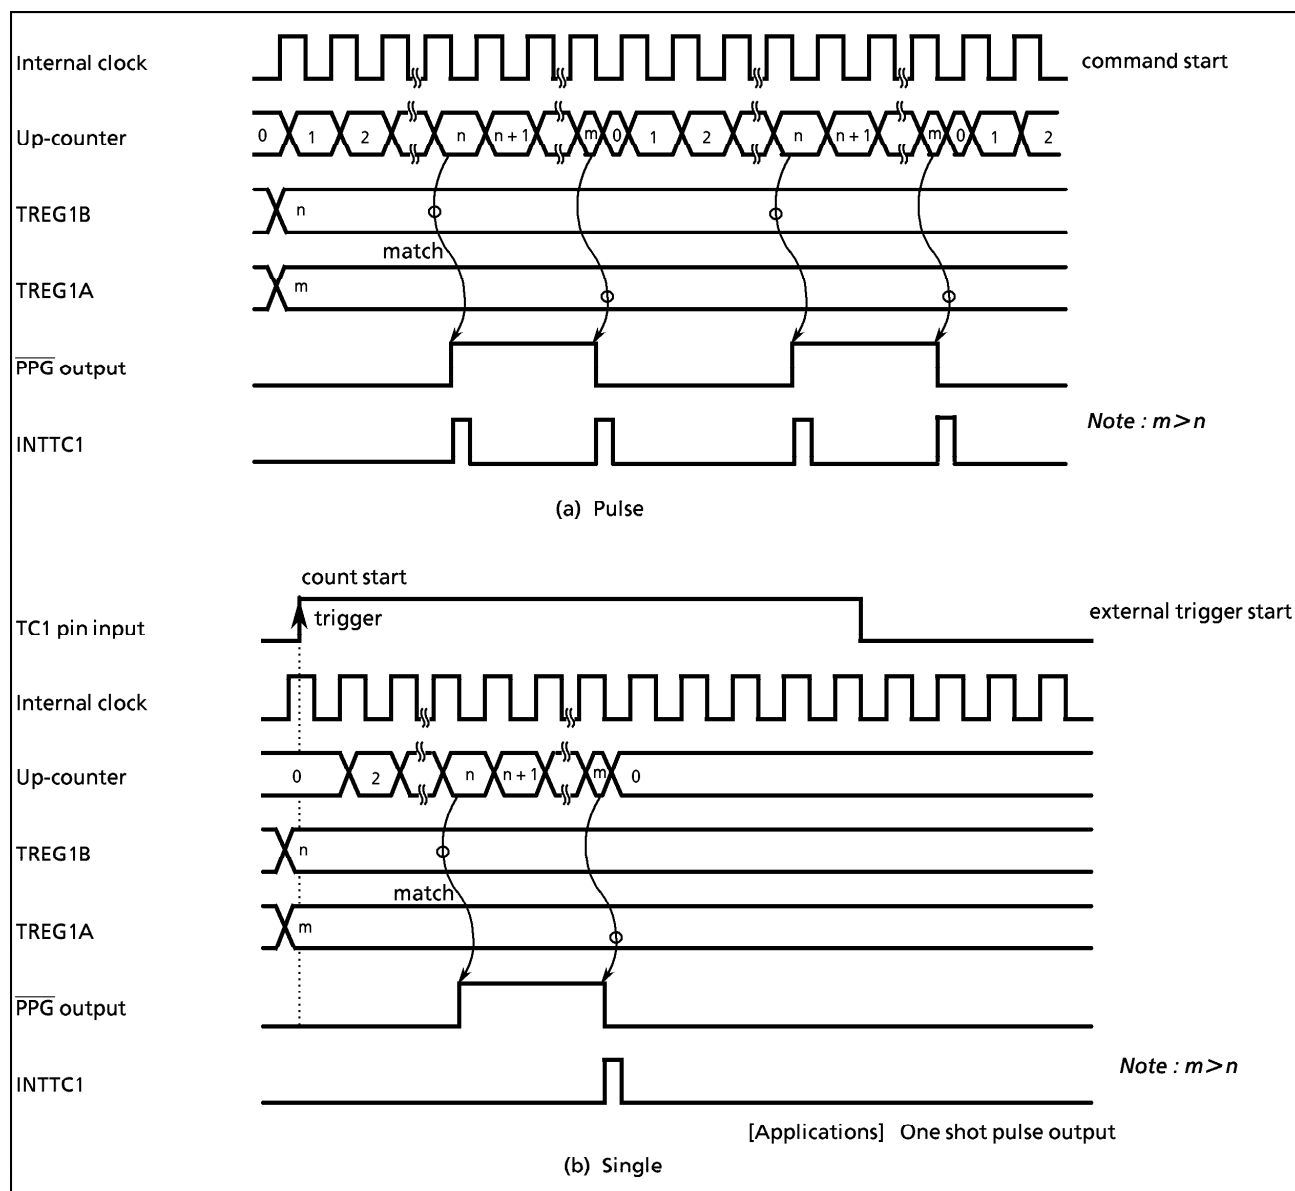 Internal clock
command start
Up-counter 0 1 2 n n + 1 m 0 1 2 n n + 1 m 0 1 2
TREG1B n
match
TREG1A m
PPG output
Note : m>n
INTTC1
(a) Pulse
count start
trigger
external trigger start
TC1 pin input
Internal clock
Up-counter 0 2 n n + 1 m 0
TREG1B n
match
TREG1A m
PPG output
Note : m>n
INTTC1
[Applications] One shot pulse output
(b) Single